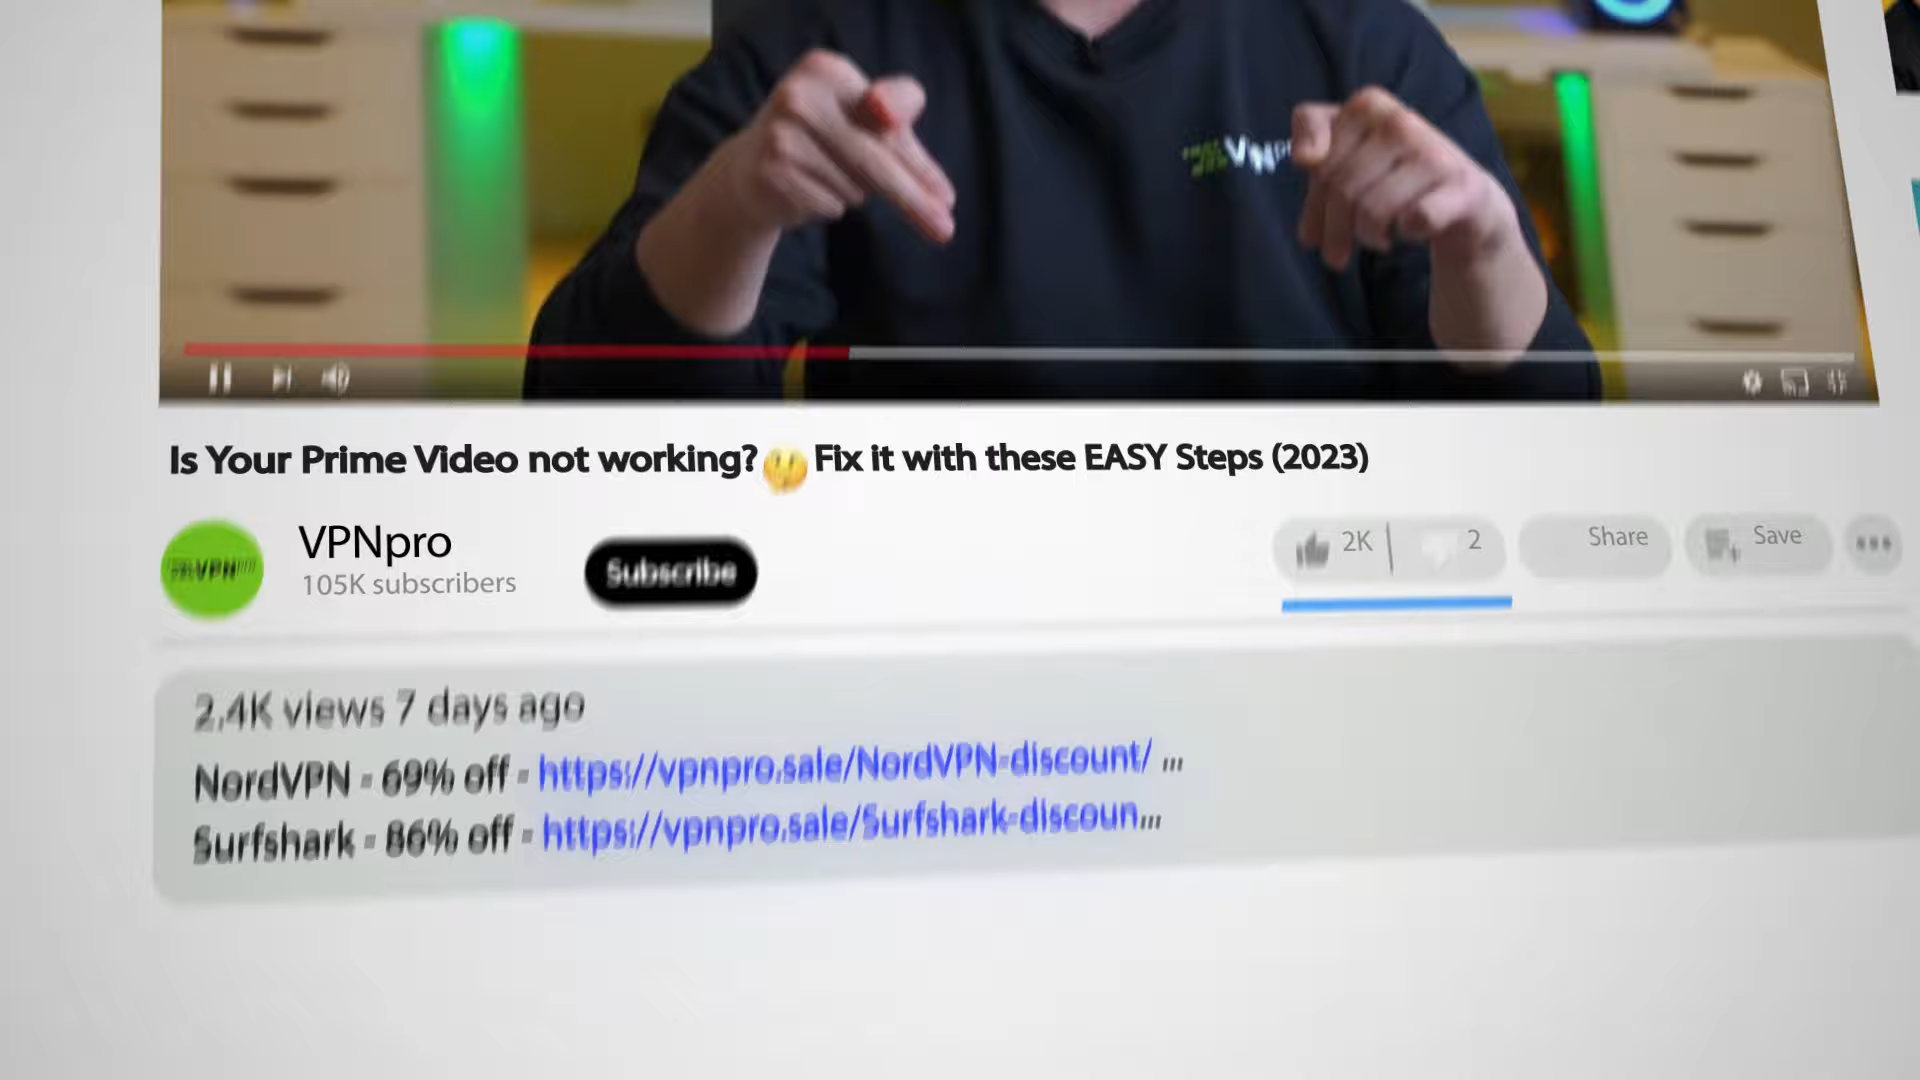 VPNpro
Is Your Prime Video not working? 🤔 Fix it with these EASY Steps (2023)
VPNpro
105K subscribers
Subscribe
2K
2
Share
Save
2.4K views 7 days ago
NordVPN - 69% off - https://vpnpro.sale/NordVPN-discount/ ...
Surfshark - 86% off - https://vpnpro.sale/Surfshark-discoun...